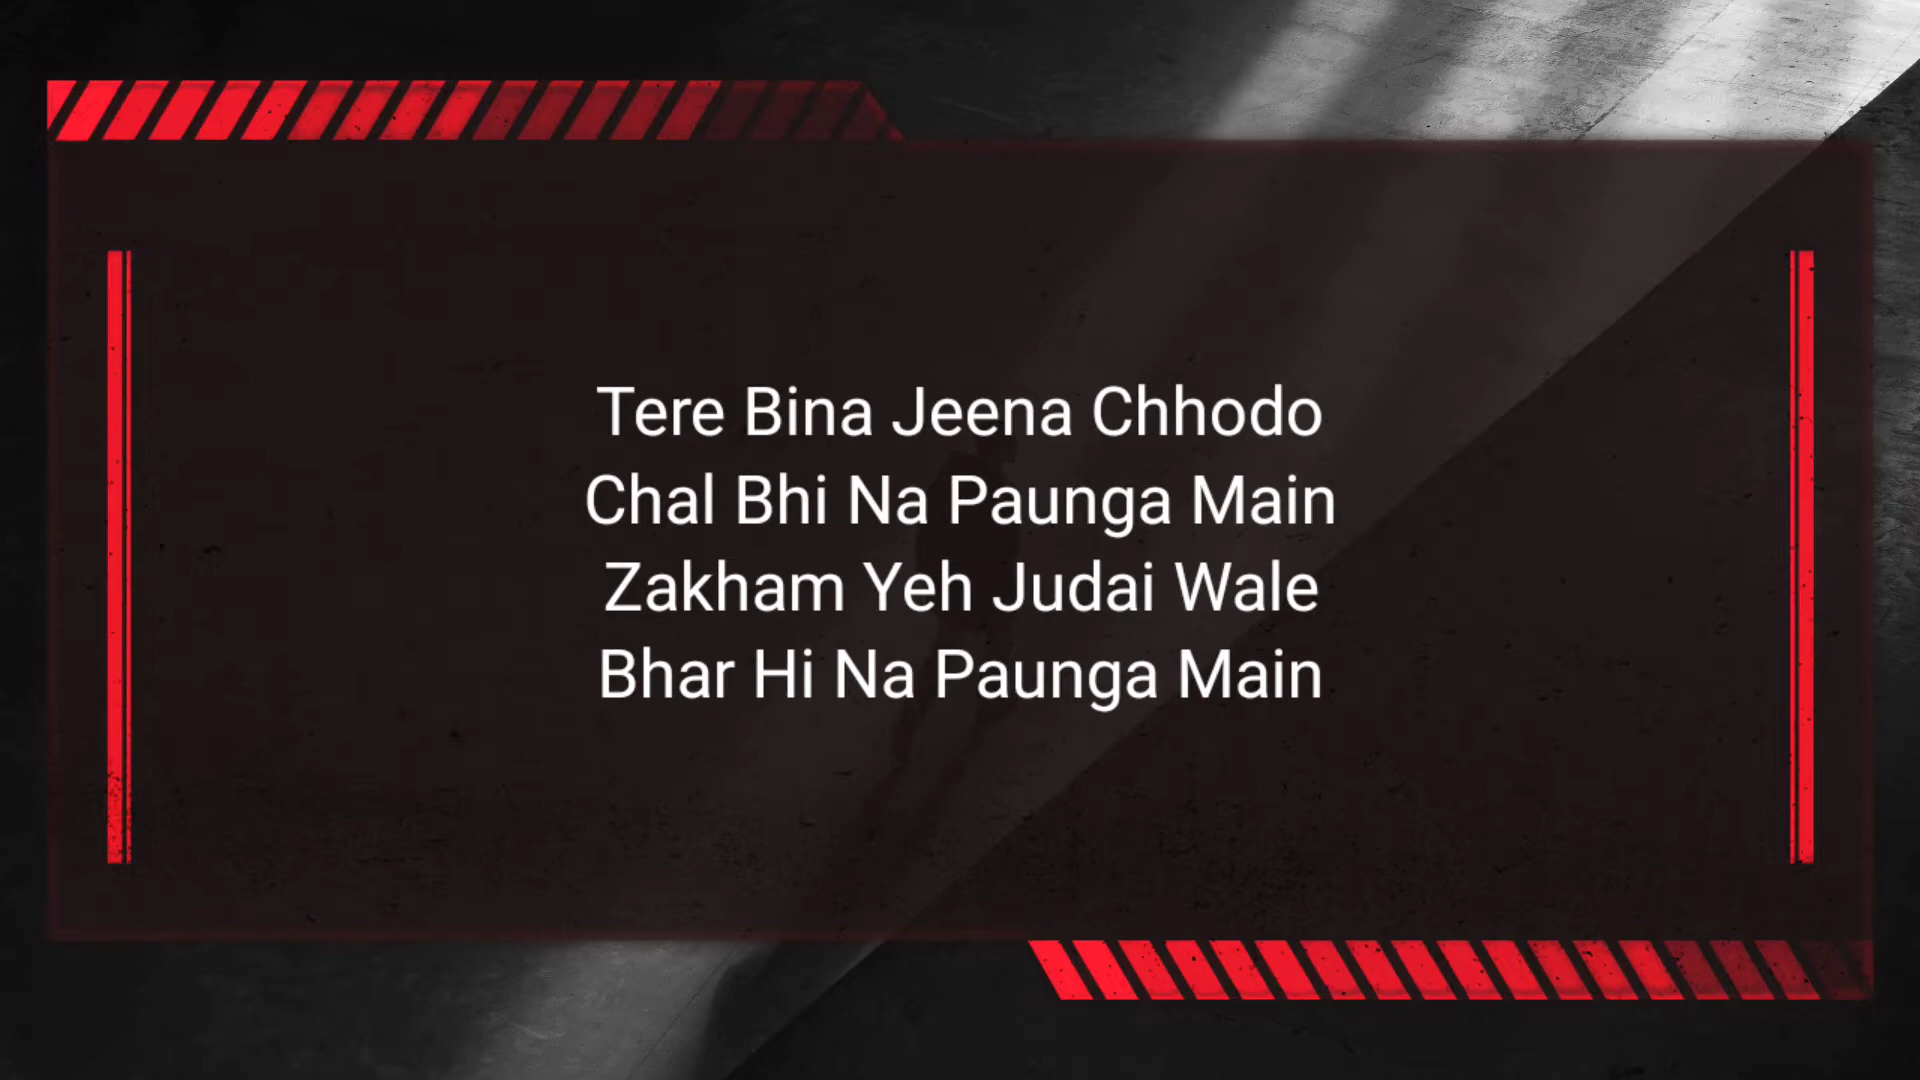 Tere Bina Jeena Chhodo
Chal Bhi Na Paunga Main
Zakham Yeh Judai Wale
Bhar Hi Na Paunga Main